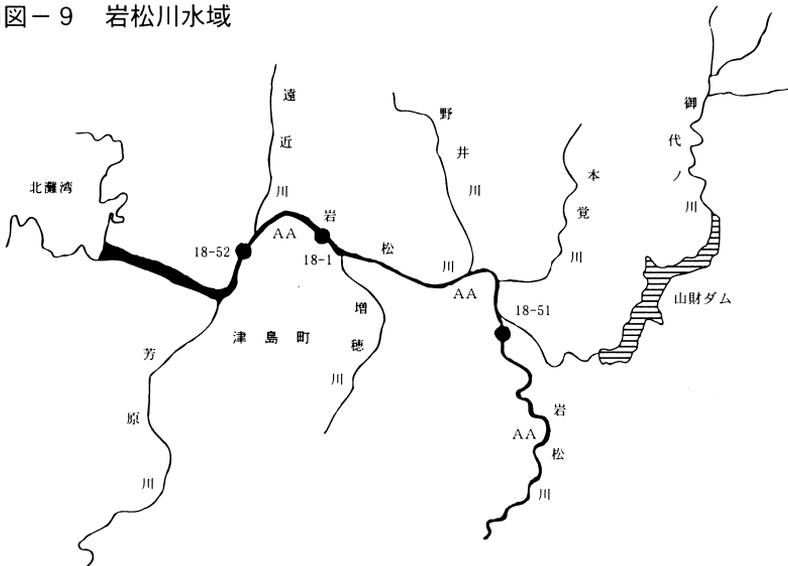 図－9 岩松川水域
御代ノ川
遠近川
野井川
本覚川
北灘湾
岩松川
18-52
AA
18-1
AA
山財ダム
18-51
増穂川
津島町
芳原川
岩松川
AA